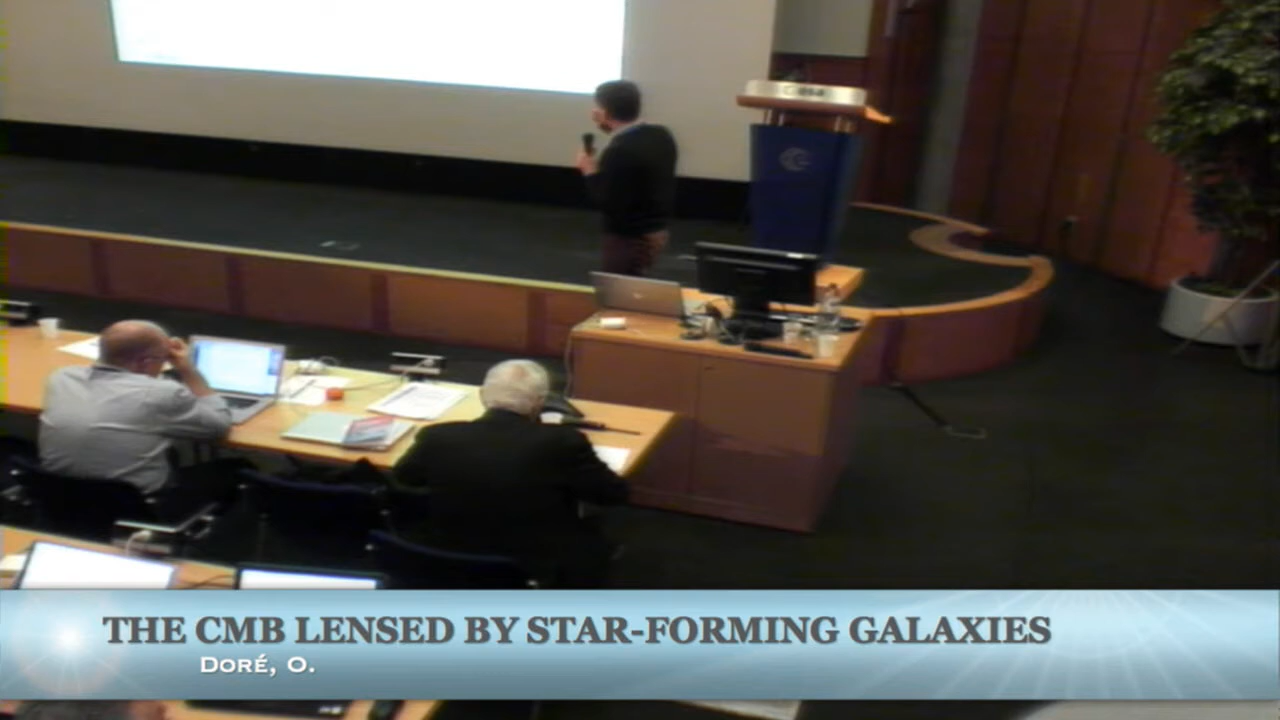 THE CMB LENSED BY STAR-FORMING GALAXIES
DORÉ, O.